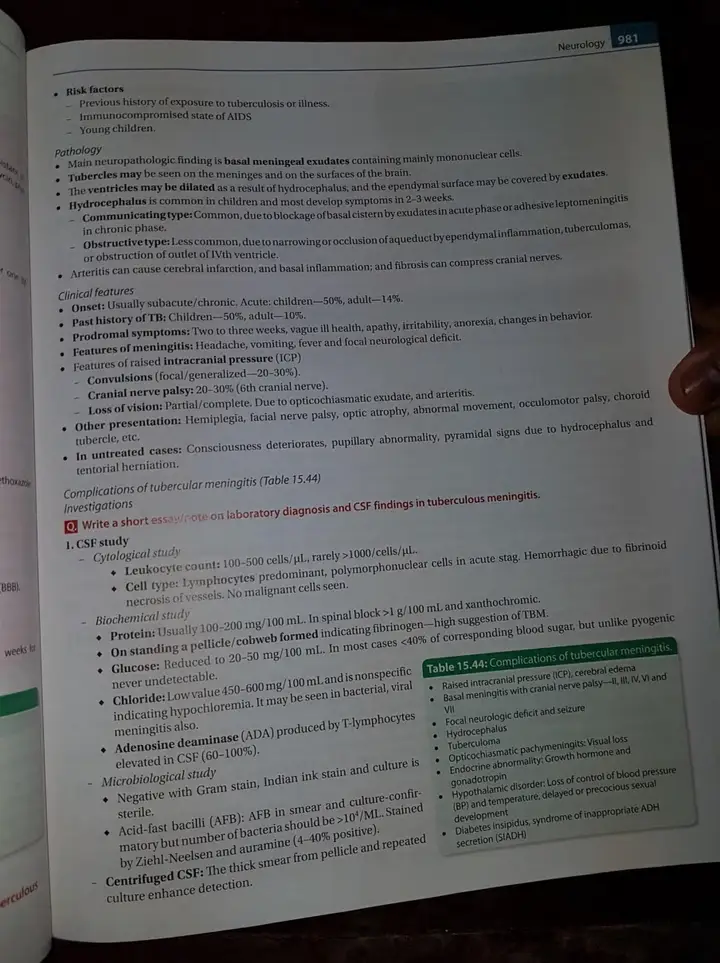 Neurology 981
• Risk factors
– Previous history of exposure to tuberculosis or illness.
– Immunocompromised state of AIDS
– Young children.
Pathology
• Main neuropathologic finding is basal meningeal exudates containing mainly mononuclear cells.
• Tubercles may be seen on the meninges and on the surfaces of the brain.
• The ventricles may be dilated as a result of hydrocephalus, and the ependymal surface may be covered by exudates.
• Hydrocephalus is common in children and most develop symptoms in 2–3 weeks.
– Communicating type: Common, due to blockage of basal cistern by exudates in acute phase or adhesive leptomeningitis
in chronic phase.
– Obstructive type: Less common, due to narrowing or occlusion of aqueduct by ependymal inflammation, tuberculomas,
or obstruction of outlet of IVth ventricle.
• Arteritis can cause cerebral infarction, and basal inflammation; and fibrosis can compress cranial nerves.
Clinical features
• Onset: Usually subacute/chronic. Acute: children—50%, adult—14%.
• Past history of TB: Children—50%, adult—10%.
• Prodromal symptoms: Two to three weeks, vague ill health, apathy, irritability, anorexia, changes in behavior.
• Features of meningitis: Headache, vomiting, fever and focal neurological deficit.
• Features of raised intracranial pressure (ICP)
– Convulsions (focal/generalized—20–30%).
– Cranial nerve palsy: 20–30% (6th cranial nerve).
– Loss of vision: Partial/complete. Due to opticochiasmatic exudate, and arteritis.
• Other presentation: Hemiplegia, facial nerve palsy, optic atrophy, abnormal movement, occulomotor palsy, choroid
tubercle, etc.
• In untreated cases: Consciousness deteriorates, pupillary abnormality, pyramidal signs due to hydrocephalus and
tentorial herniation.
Complications of tubercular meningitis (Table 15.44)
Investigations
Q. Write a short essay/note on laboratory diagnosis and CSF findings in tuberculous meningitis.
1. CSF study
– Cytological study
◆ Leukocyte count: 100–500 cells/µL, rarely >1000/cells/µL.
◆ Cell type: Lymphocytes predominant, polymorphonuclear cells in acute stag. Hemorrhagic due to fibrinoid
necrosis of vessels. No malignant cells seen.
– Biochemical study
◆ Protein: Usually 100–200 mg/100 mL. In spinal block >1 g/100 mL and xanthochromic.
◆ On standing a pellicle/cobweb formed indicating fibrinogen—high suggestion of TBM.
◆ Glucose: Reduced to 20–50 mg/100 mL. In most cases <40% of corresponding blood sugar, but unlike pyogenic
never undetectable.
◆ Chloride: Low value 450–600 mg/100 mL and is nonspecific
indicating hypochloremia. It may be seen in bacterial, viral
meningitis also.
◆ Adenosine deaminase (ADA) produced by T-lymphocytes
elevated in CSF (60–100%).
– Microbiological study
◆ Negative with Gram stain, Indian ink stain and culture is
sterile.
◆ Acid-fast bacilli (AFB): AFB in smear and culture-confir-
matory but number of bacteria should be >10⁴/ML. Stained
by Ziehl-Neelsen and auramine (4–40% positive).
– Centrifuged CSF: The thick smear from pellicle and repeated
culture enhance detection.
Table 15.44: Complications of tubercular meningitis.
• Raised intracranial pressure (ICP), cerebral edema
• Basal meningitis with cranial nerve palsy—II, III, IV, VI and
VII
• Focal neurologic deficit and seizure
• Hydrocephalus
• Tuberculoma
• Opticochiasmatic pachymeningitis: Visual loss
• Endocrine abnormality: Growth hormone and
gonadotropin
• Hypothalamic disorder: Loss of control of blood pressure
(BP) and temperature, delayed or precocious sexual
development
• Diabetes insipidus, syndrome of inappropriate ADH
secretion (SIADH)
ethoxazole
(BBB).
weeks to
erculous